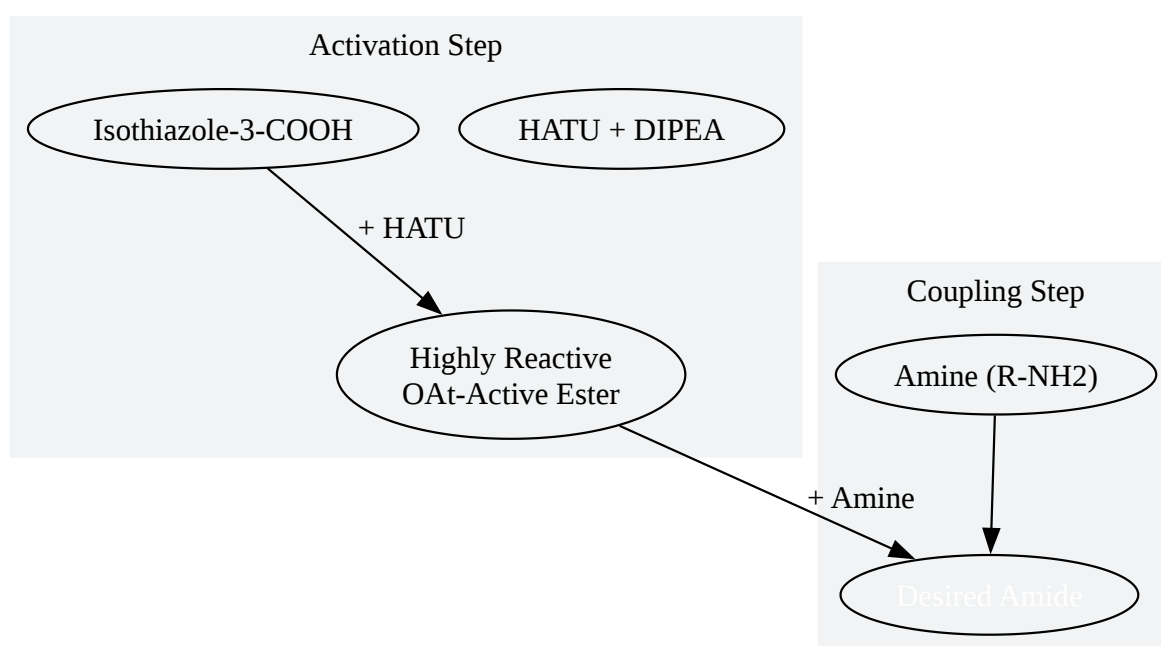 Activation Step
Isothiazole-3-COOH
HATU + DIPEA
+ HATU
Highly Reactive
OAt-Active Ester
Coupling Step
Amine (R-NH2)
+ Amine
Desired Amide